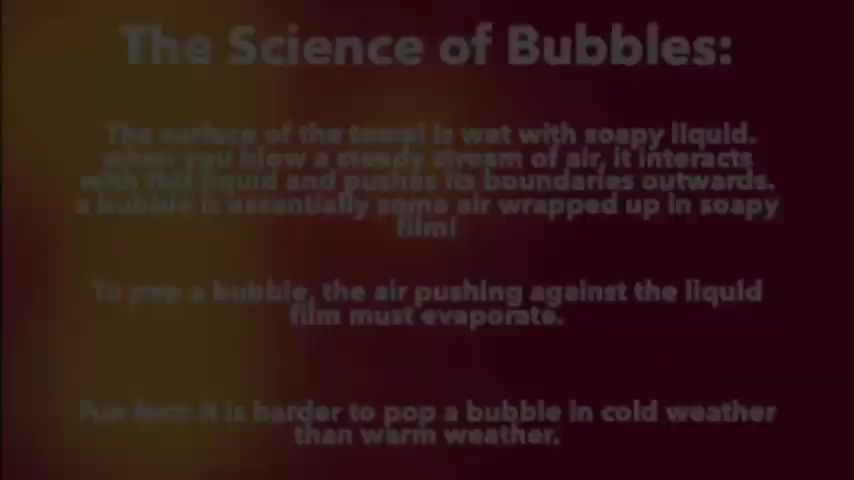 The Science of Bubbles:
The surface of the towel is wet with soapy liquid.
when you blow a steady stream of air, it interacts
with this liquid and pushes its boundaries outwards.
a bubble is essentially some air wrapped up in soapy
film!
To pop a bubble, the air pushing against the liquid
film must evaporate.
Fun fact: it is harder to pop a bubble in cold weather
than warm weather.